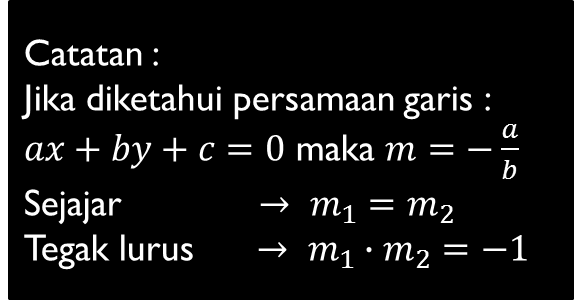 Catatan :
Jika diketahui persamaan garis :
ax + by + c = 0 maka m = −a/b
Sejajar → m₁ = m₂
Tegak lurus → m₁ · m₂ = −1